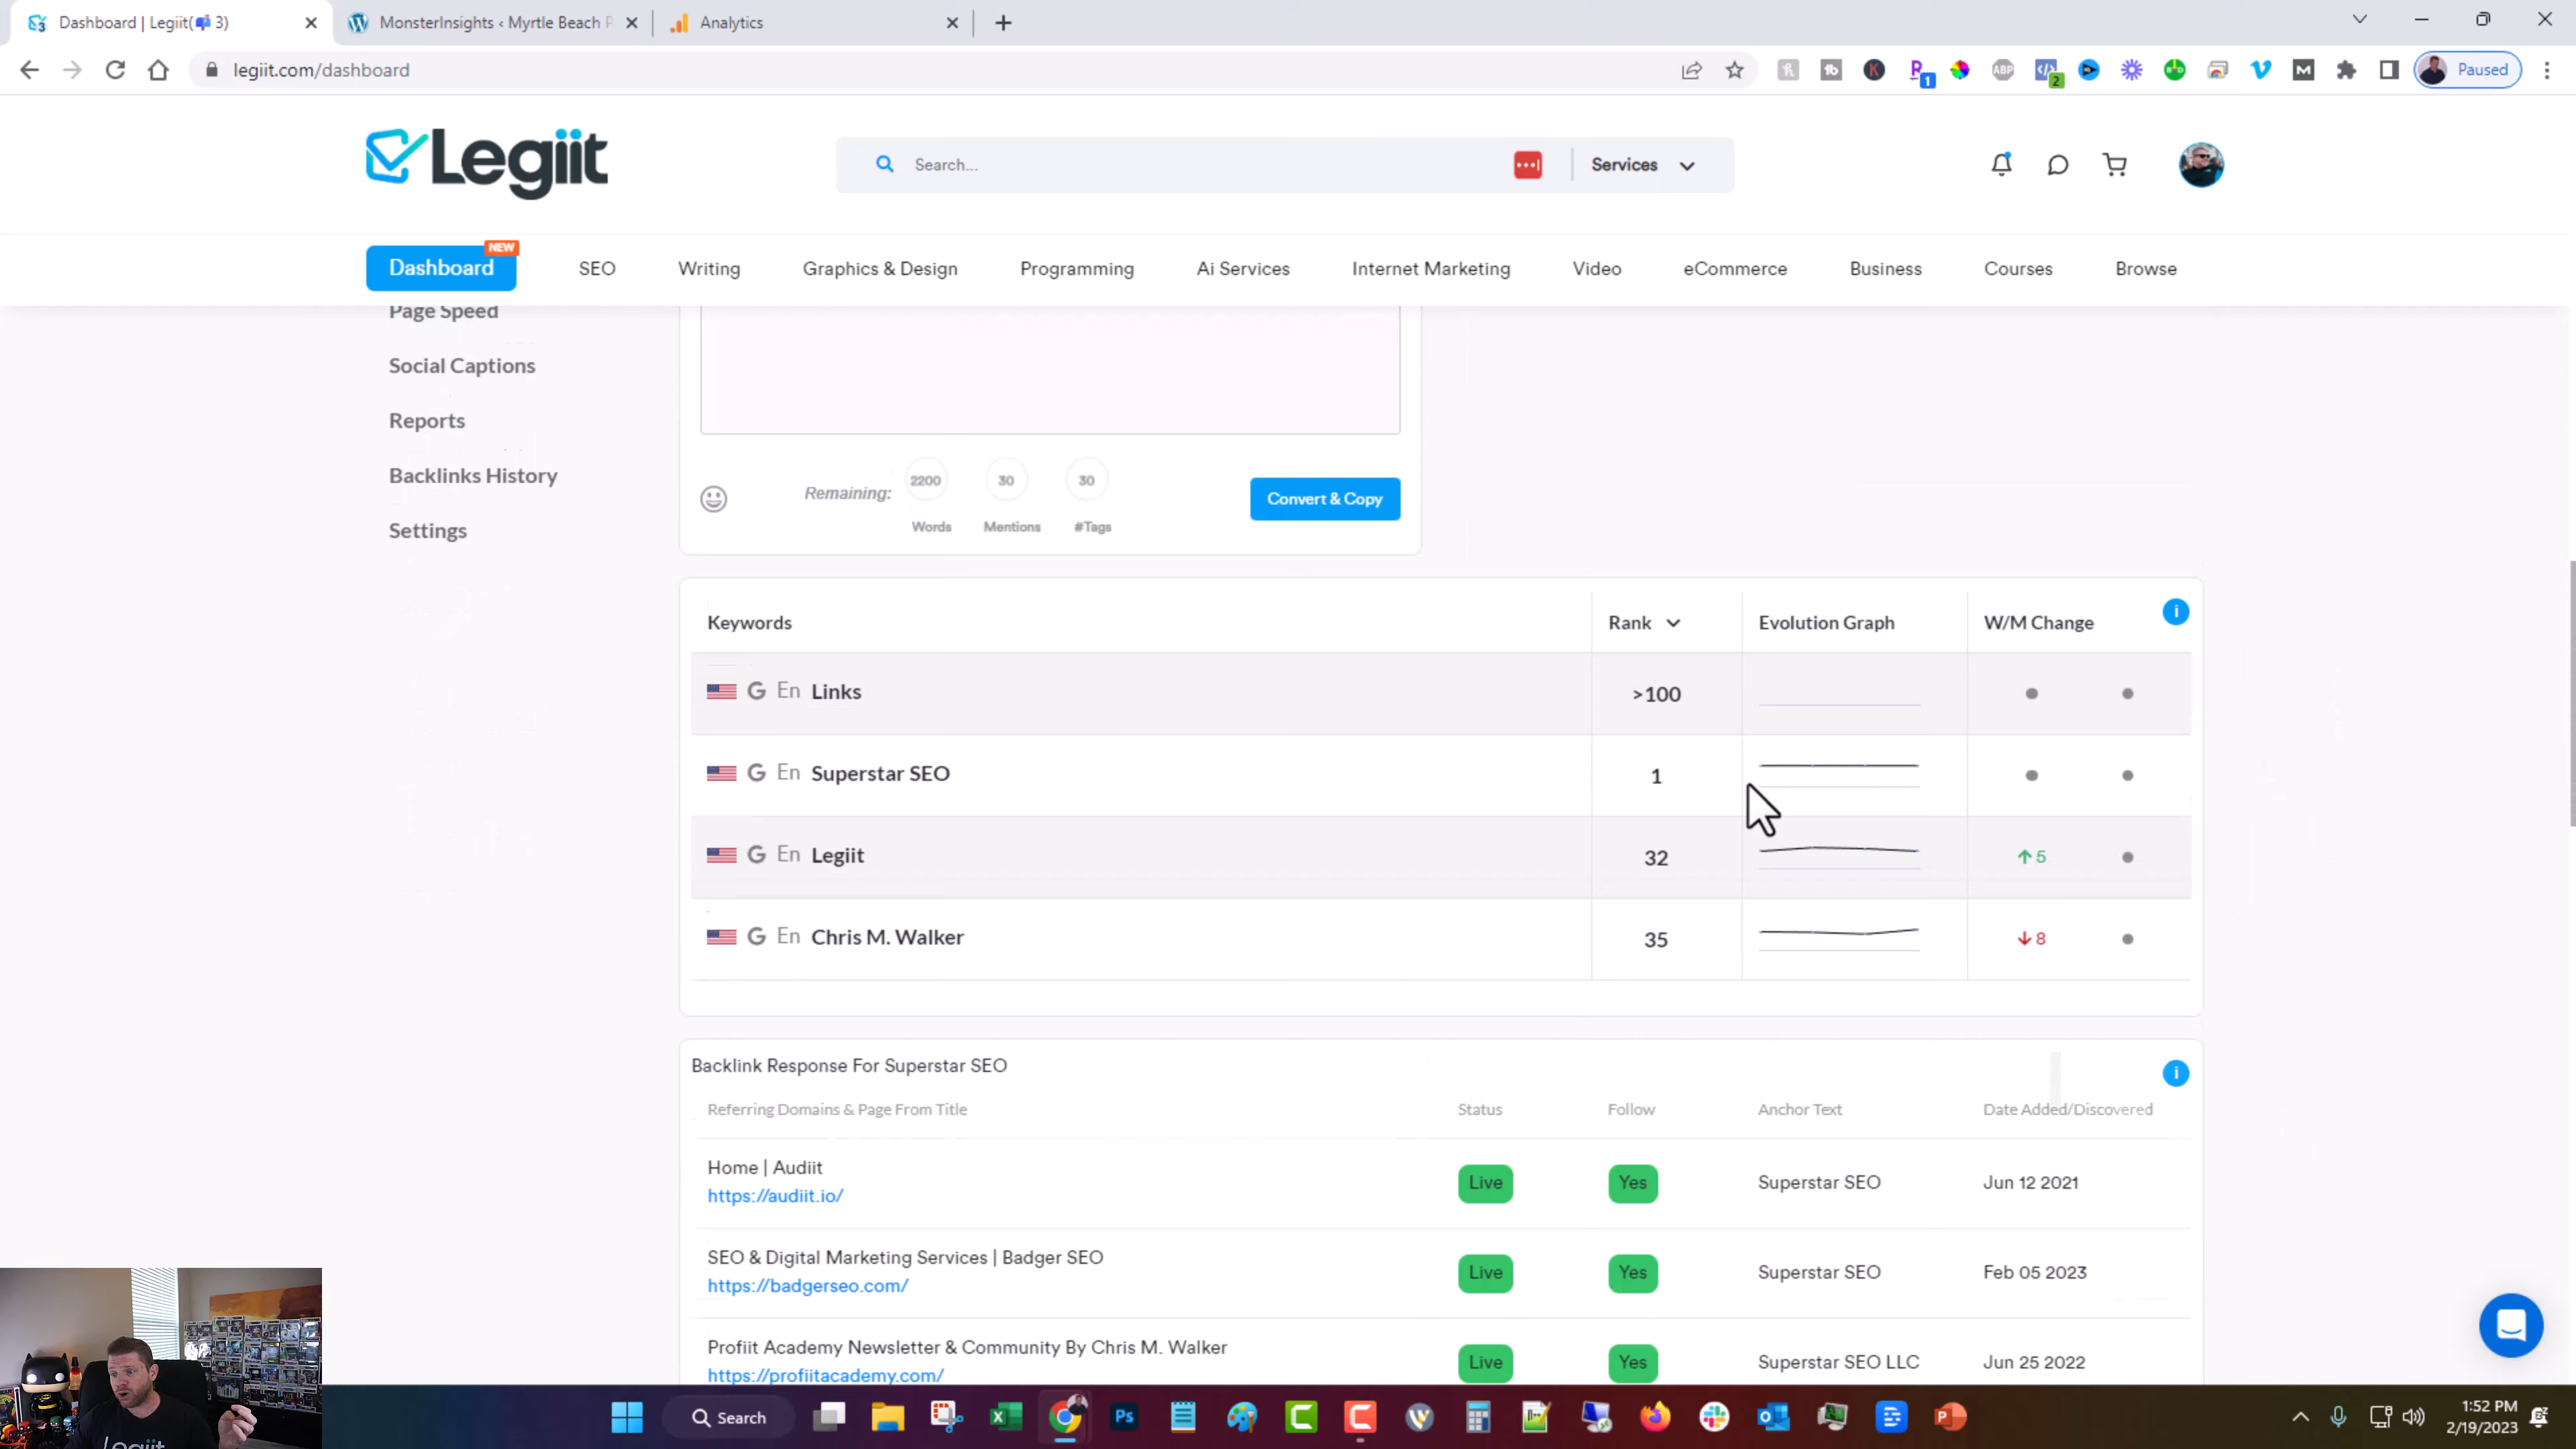 Dashboard | Legiit(📫 3)
MonsterInsights ‹ Myrtle Beach P
Analytics
legiit.com/dashboard
1
ABP
2
Paused
Legiit
Search...
Services
Dashboard
NEW
SEO
Writing
Graphics & Design
Programming
Ai Services
Internet Marketing
Video
eCommerce
Business
Courses
Browse
Page Speed
Social Captions
Reports
Backlinks History
Settings
Remaining:
2200
30
30
Words
Mentions
#Tags
Convert & Copy
Keywords
Rank
Evolution Graph
W/M Change
En Links
>100
En Superstar SEO
1
En Legiit
32
↑ 5
En Chris M. Walker
35
↓ 8
Backlink Response For Superstar SEO
Referring Domains & Page From Title
Status
Follow
Anchor Text
Date Added/Discovered
Home | Audiit
https://audiit.io/
Live
Yes
Superstar SEO
Jun 12 2021
SEO & Digital Marketing Services | Badger SEO
https://badgerseo.com/
Live
Yes
Superstar SEO
Feb 05 2023
Profiit Academy Newsletter & Community By Chris M. Walker
https://profiitacademy.com/
Live
Yes
Superstar SEO LLC
Jun 25 2022
Search
Ps
1:52 PM
2/19/2023